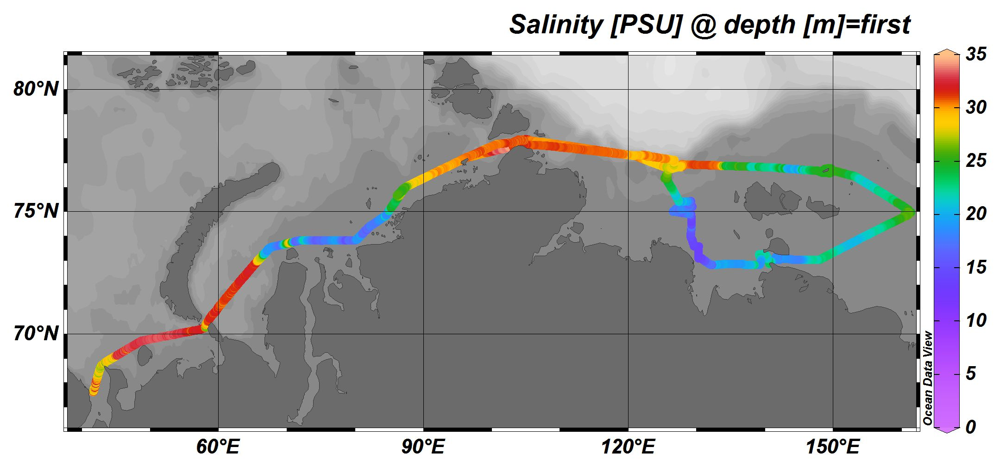 Salinity [PSU] @ depth [m]=first
80°N
75°N
70°N
60°E
90°E
120°E
150°E
35
30
25
20
15
10
5
0
Ocean Data View